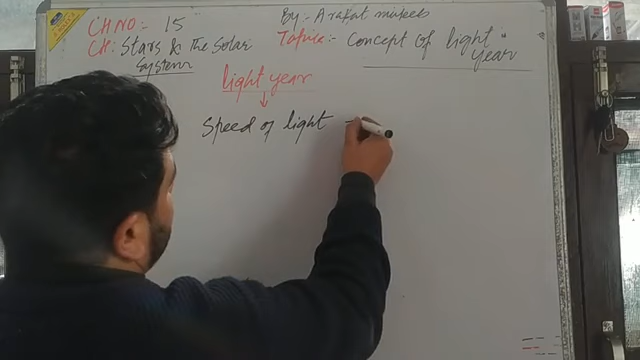 CH NO:- 15
CH: Stars & The Solar
System
By:- Arafat
Topic:- Concept Of light"
year
light year
Speed of light